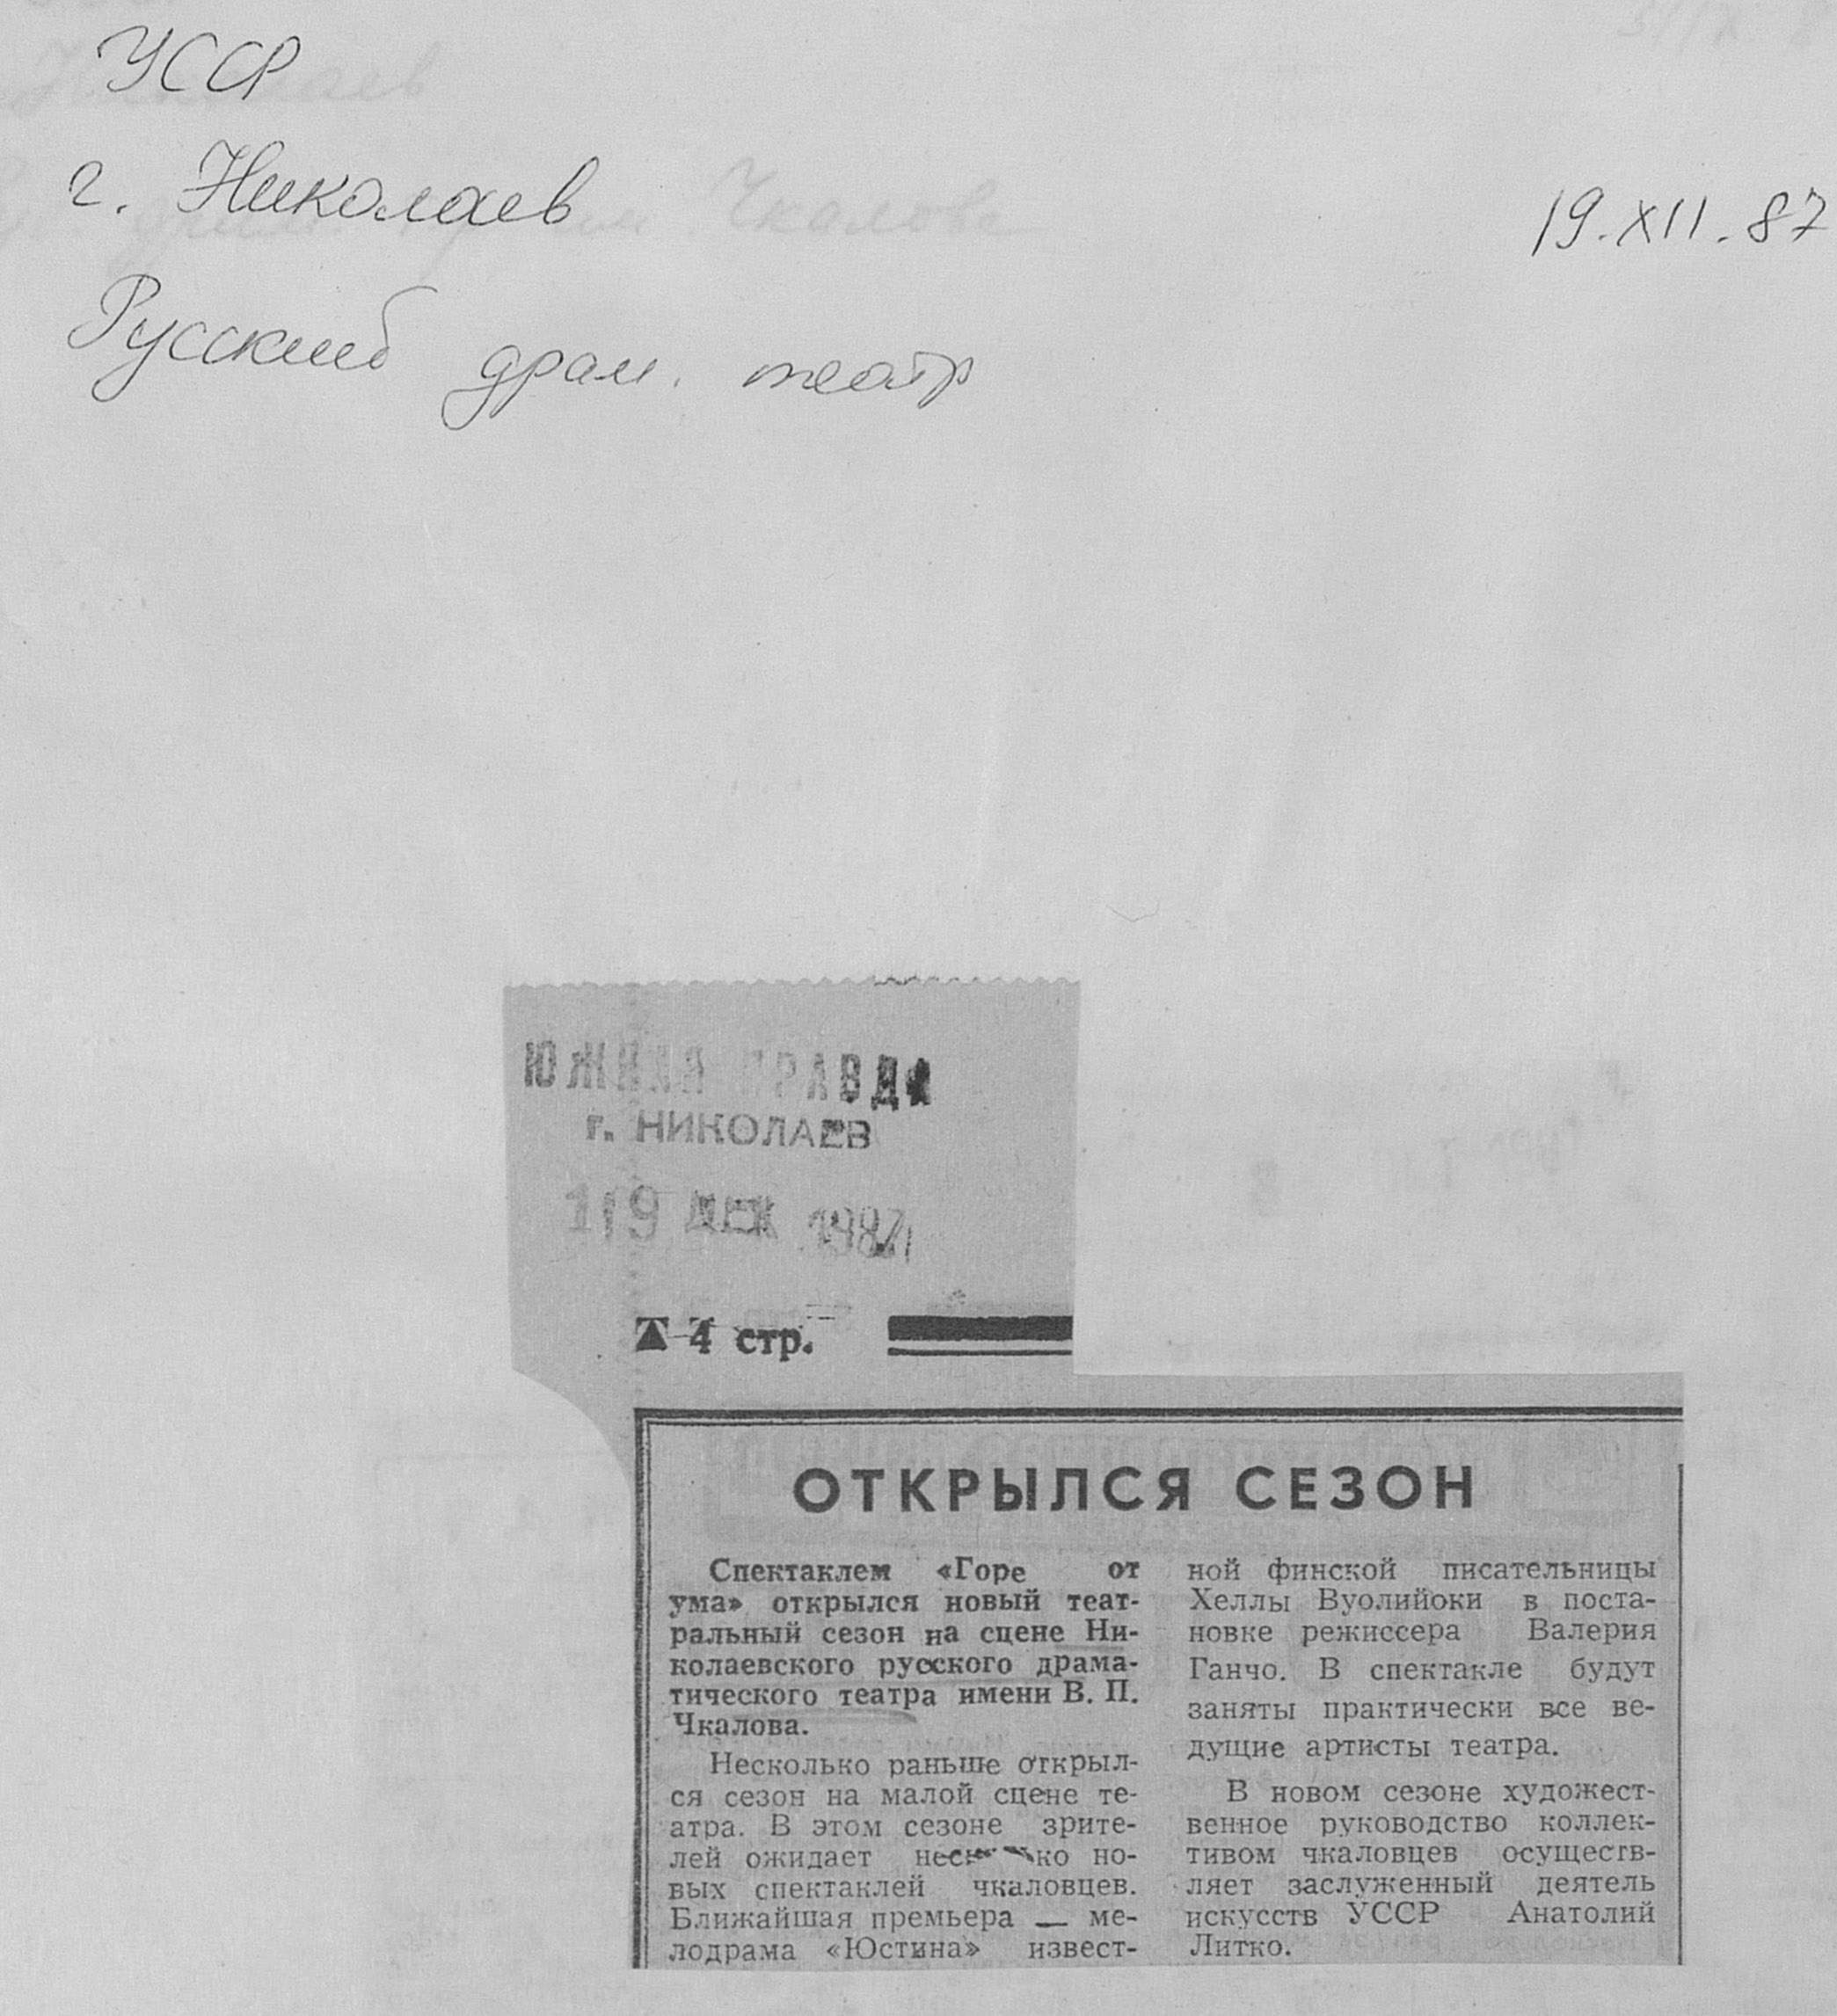 УССР
г. Николаев
19.XII.87
Русский драм. театр
ЮЖНАЯ ПРАВДА
г. НИКОЛАЕВ
19 ДЕК 1987
4 стр.
ОТКРЫЛСЯ СЕЗОН
Спектаклем «Горе от
ума» открылся новый теат-
ральный сезон на сцене Ни-
колаевского русского драма-
тического театра имени В. П.
Чкалова.
Несколько раньше открыл-
ся сезон на малой сцене те-
атра. В этом сезоне зрите-
лей ожидает несколько но-
вых спектаклей чкаловцев.
Ближайшая премьера — ме-
лодрама «Юстина» извест-
ной финской писательницы
Хеллы Вуолийоки в поста-
новке режиссера Валерия
Ганчо. В спектакле будут
заняты практически все ве-
дущие артисты театра.
В новом сезоне художест-
венное руководство коллек-
тивом чкаловцев осуществ-
ляет заслуженный деятель
искусств УССР Анатолий
Литко.